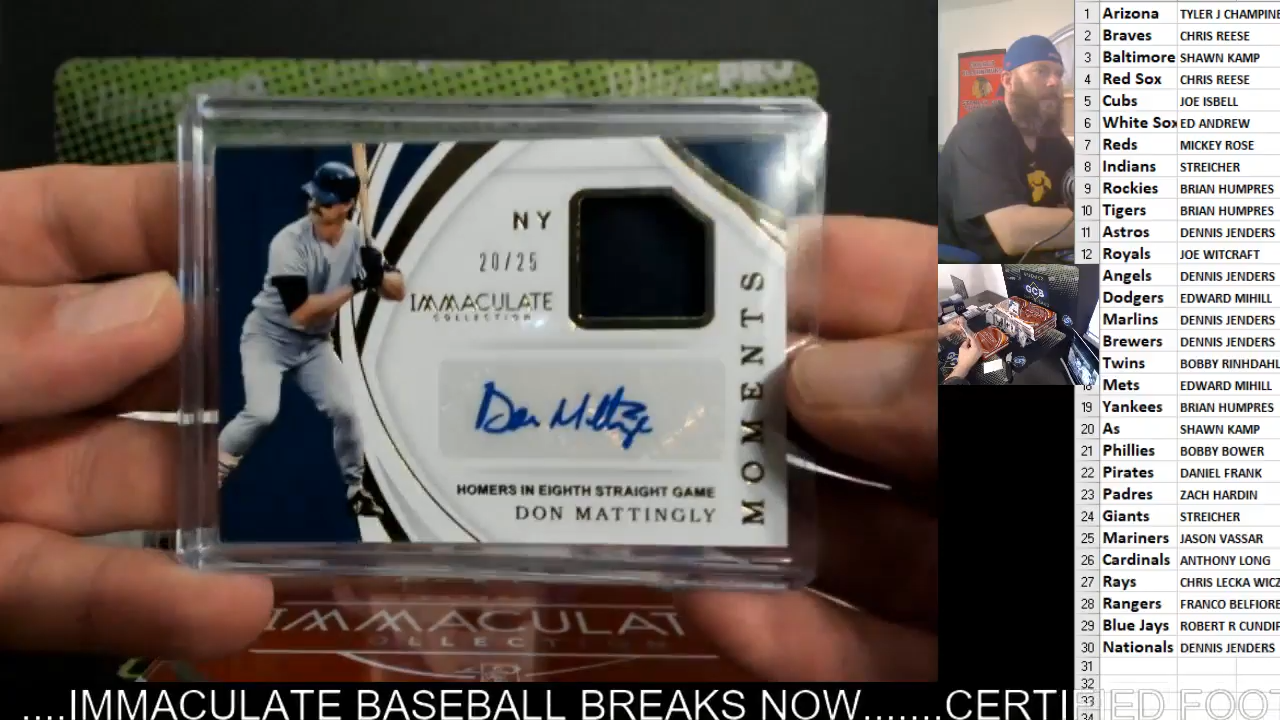 NY
20/25
IMMACULATE
COLLECTION
MOMENTS
Don Mattingly
HOMERS IN EIGHTH STRAIGHT GAME
DON MATTINGLY
IMMACULAT
COLLECTION
GCB
1 Arizona TYLER J CHAMPINE
2 Braves CHRIS REESE
3 Baltimore SHAWN KAMP
4 Red Sox CHRIS REESE
5 Cubs JOE ISBELL
6 White Sox ED ANDREW
7 Reds MICKEY ROSE
8 Indians STREICHER
9 Rockies BRIAN HUMPRES
10 Tigers BRIAN HUMPRES
11 Astros DENNIS JENDERS
12 Royals JOE WITCRAFT
Angels DENNIS JENDERS
Dodgers EDWARD MIHILL
Marlins DENNIS JENDERS
Brewers DENNIS JENDERS
Twins BOBBY RINHDAHL
18 Mets EDWARD MIHILL
19 Yankees BRIAN HUMPRES
20 As SHAWN KAMP
21 Phillies BOBBY BOWER
22 Pirates DANIEL FRANK
23 Padres ZACH HARDIN
24 Giants STREICHER
25 Mariners JASON VASSAR
26 Cardinals ANTHONY LONG
27 Rays CHRIS LECKA WICZ
28 Rangers FRANCO BELFIORE
29 Blue Jays ROBERT R CUNDIF
30 Nationals DENNIS JENDERS
31
32
33
34
....IMMACULATE BASEBALL BREAKS NOW.......CERTIFIED FOOT